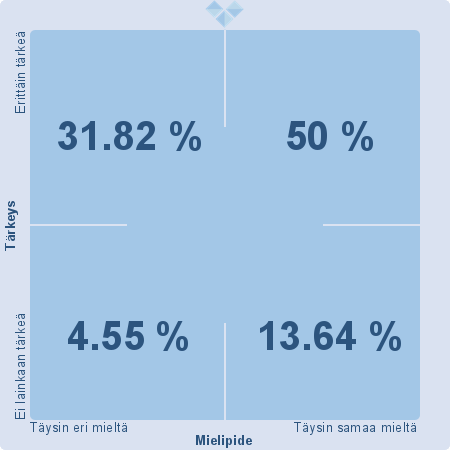 Erittäin tärkeä
31.82 %
50 %
Tärkeys
Ei lainkaan tärkeä
4.55 %
13.64 %
Täysin eri mieltä
Täysin samaa mieltä
Mielipide